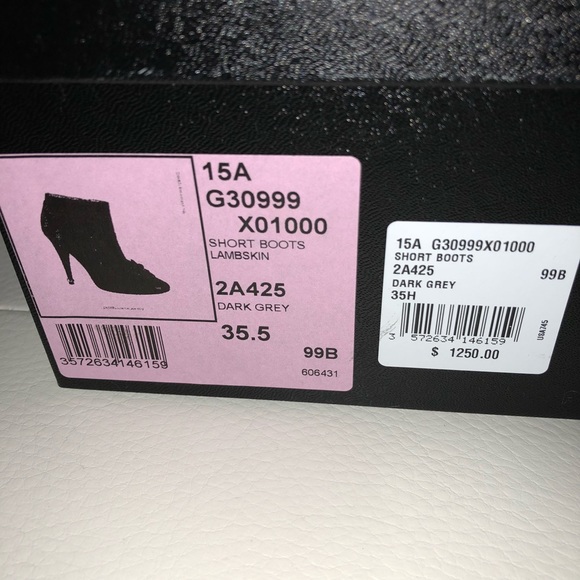 15A
G30999
X01000
SHORT BOOTS
LAMBSKIN
2A425
DARK GREY
35.5
99B
3572634146159
606431
15A G30999X01000
SHORT BOOTS
2A425 99B
DARK GREY
35H
3 572634 146159
$ 1250.00
USA745